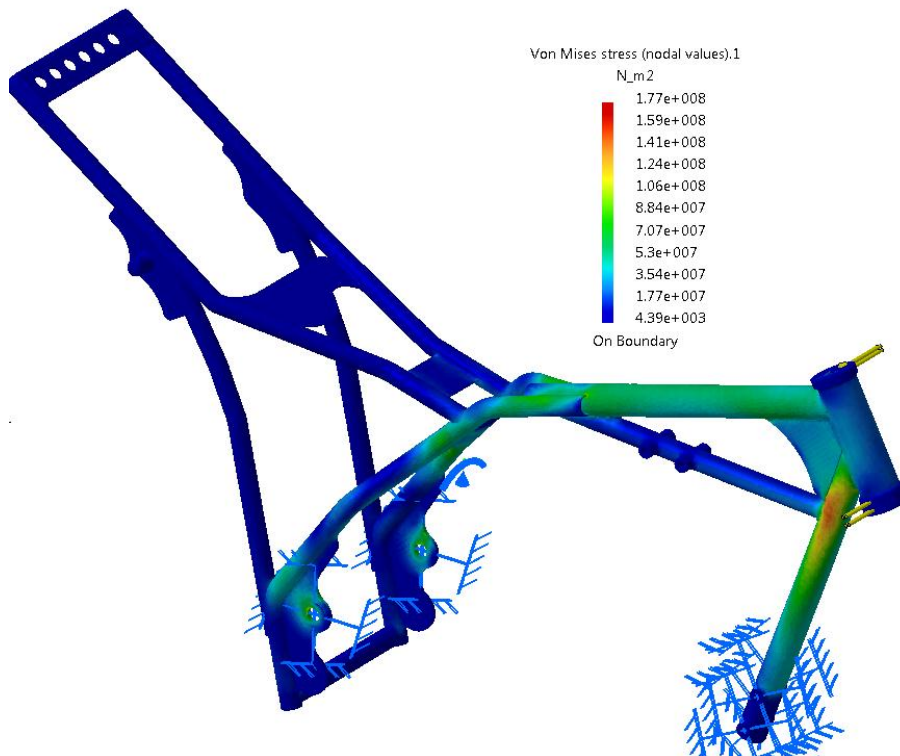 Von Mises stress (nodal values).1
N_m2
1.77e+008
1.59e+008
1.41e+008
1.24e+008
1.06e+008
8.84e+007
7.07e+007
5.3e+007
3.54e+007
1.77e+007
4.39e+003
On Boundary